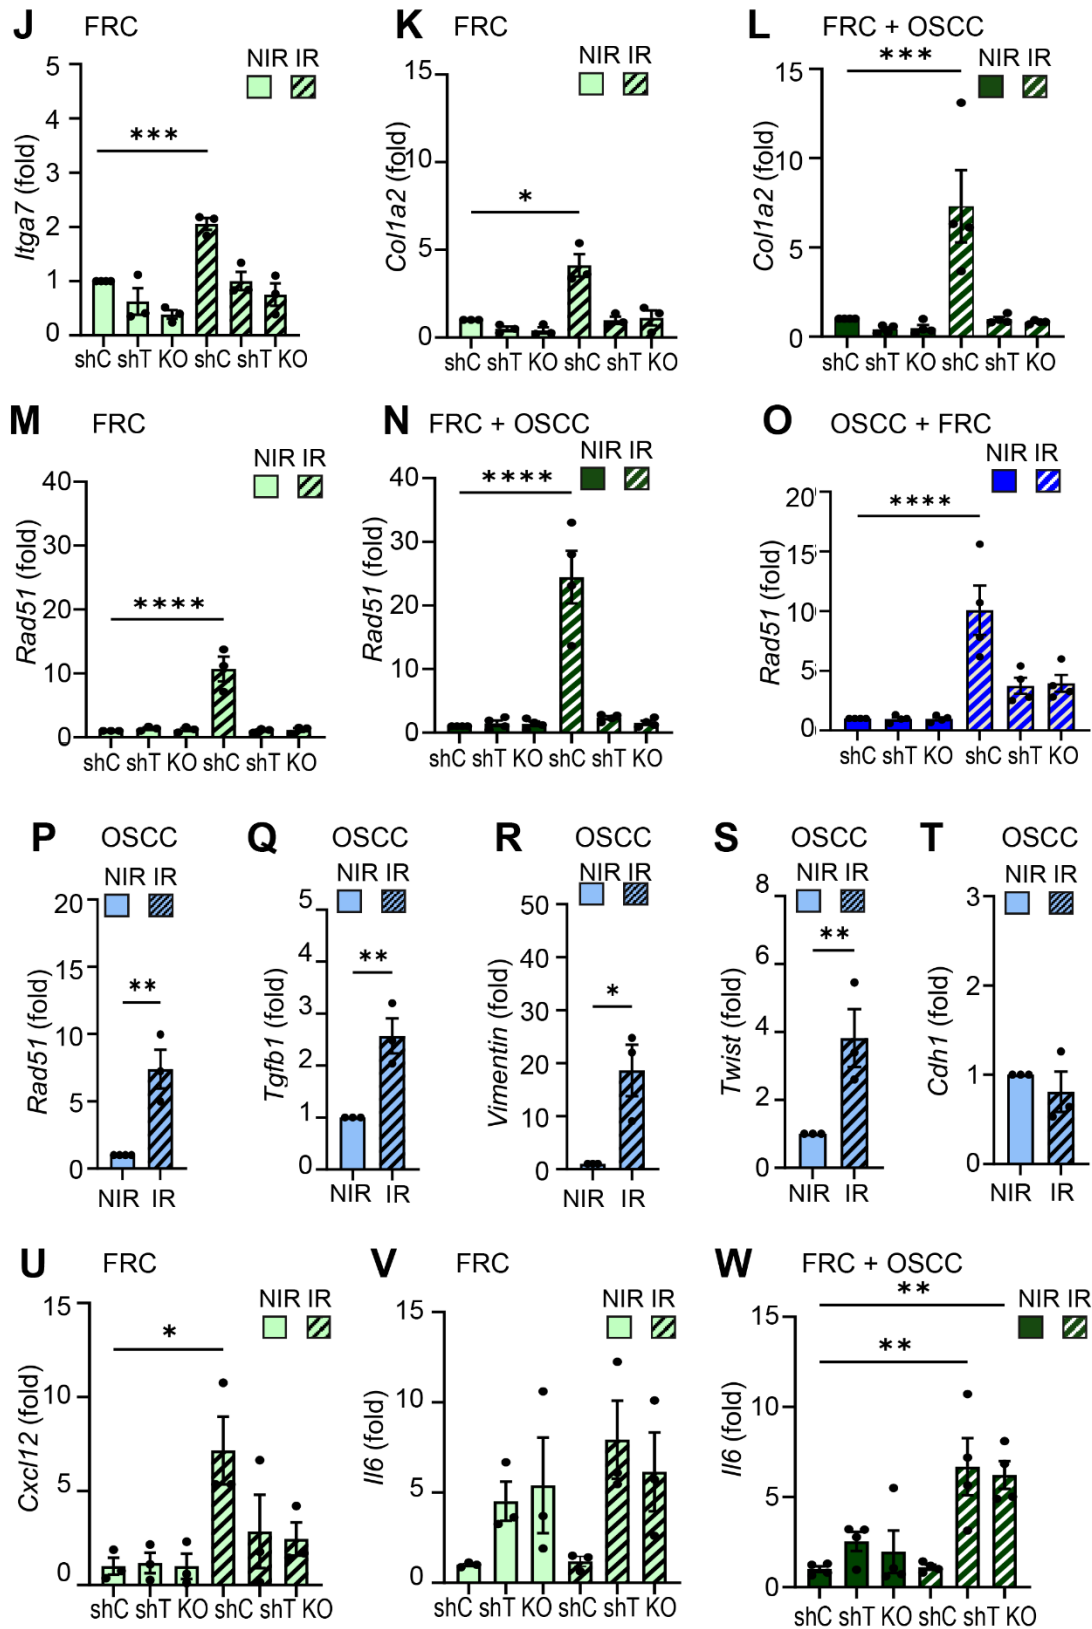 J FRC
NIR IR
Itga7 (fold)
5
4
3
2
1
0
***
shC shT KO shC shT KO
K FRC
NIR IR
Col1a2 (fold)
15
10
5
0
*
shC shT KO shC shT KO
L FRC + OSCC
NIR IR
Col1a2 (fold)
15
10
5
0
***
shC shT KO shC shT KO
M FRC
NIR IR
Rad51 (fold)
40
30
20
10
0
****
shC shT KO shC shT KO
N FRC + OSCC
NIR IR
Rad51 (fold)
40
30
20
10
0
****
shC shT KO shC shT KO
O OSCC + FRC
NIR IR
Rad51 (fold)
20
15
10
5
0
****
shC shT KO shC shT KO
P OSCC
NIR IR
Rad51 (fold)
20
15
10
5
0
**
NIR IR
Q OSCC
NIR IR
Tgfb1 (fold)
5
4
3
2
1
0
**
NIR IR
R OSCC
NIR IR
Vimentin (fold)
50
40
30
20
10
0
*
NIR IR
S OSCC
NIR IR
Twist (fold)
8
6
4
2
0
**
NIR IR
T OSCC
NIR IR
Cdh1 (fold)
3
2
1
0
NIR IR
U FRC
NIR IR
Cxcl12 (fold)
15
10
5
0
*
shC shT KO shC shT KO
V FRC
NIR IR
Il6 (fold)
15
10
5
0
shC shT KO shC shT KO
W FRC + OSCC
NIR IR
Il6 (fold)
15
10
5
0
**
**
shC shT KO shC shT KO